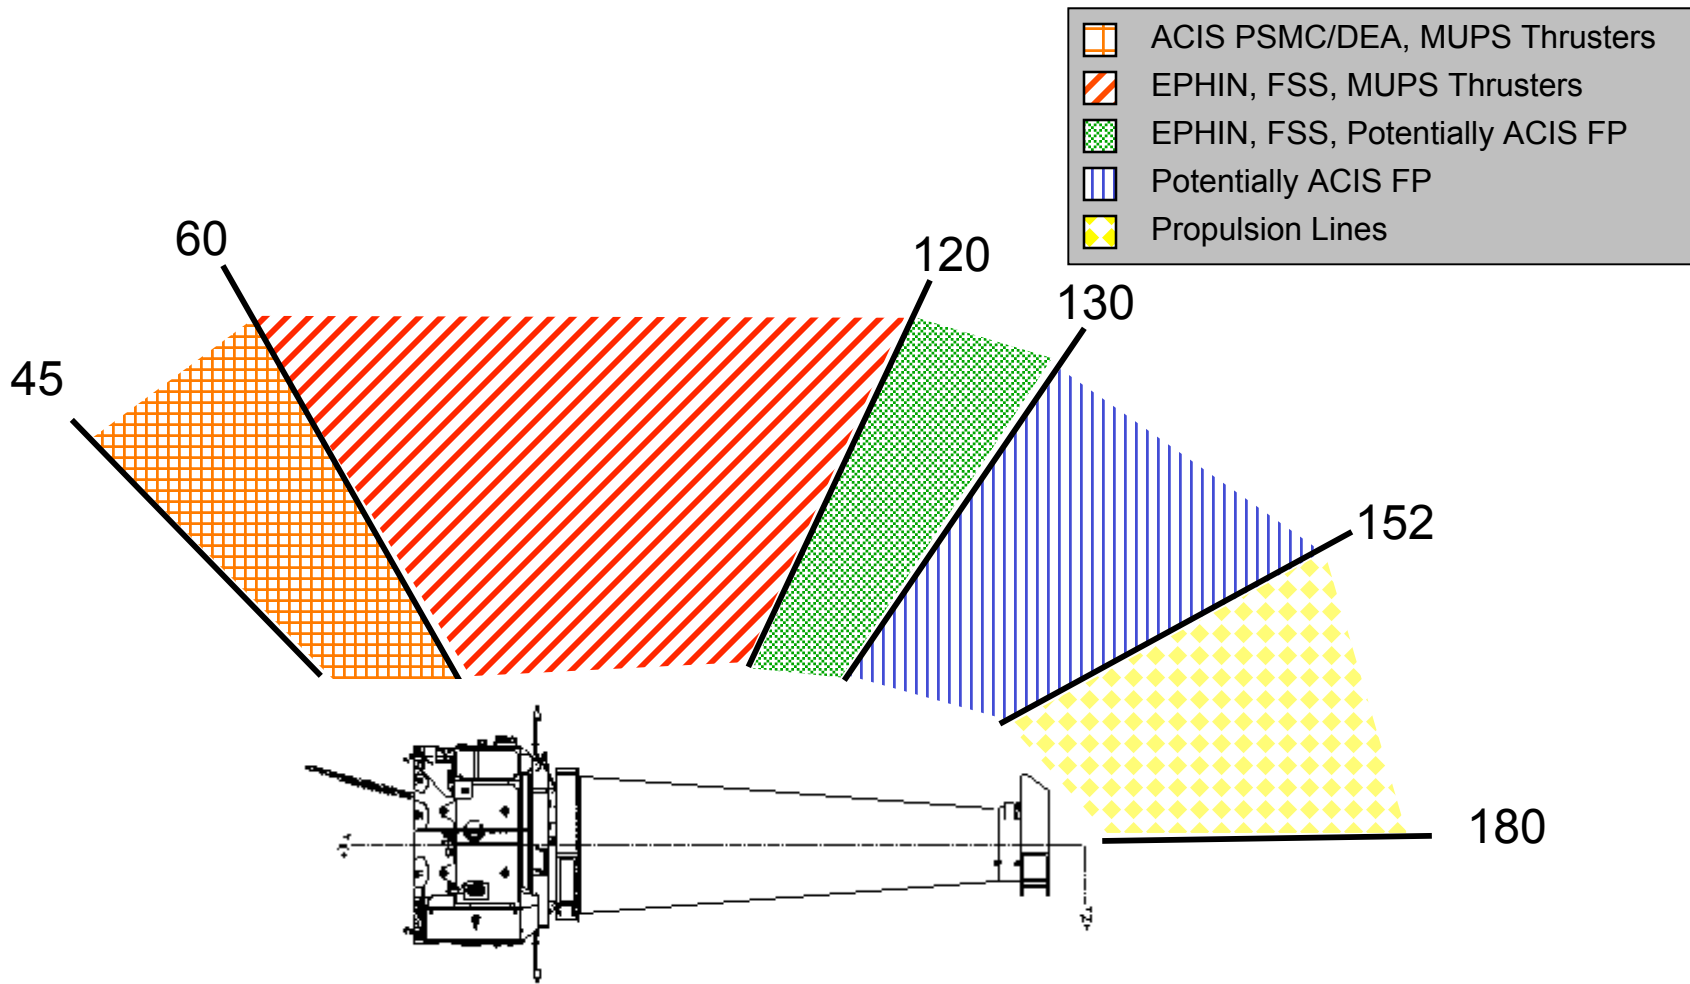 ACIS PSMC/DEA, MUPS Thrusters
EPHIN, FSS, MUPS Thrusters
EPHIN, FSS, Potentially ACIS FP
Potentially ACIS FP
Propulsion Lines
60
120
130
45
152
180